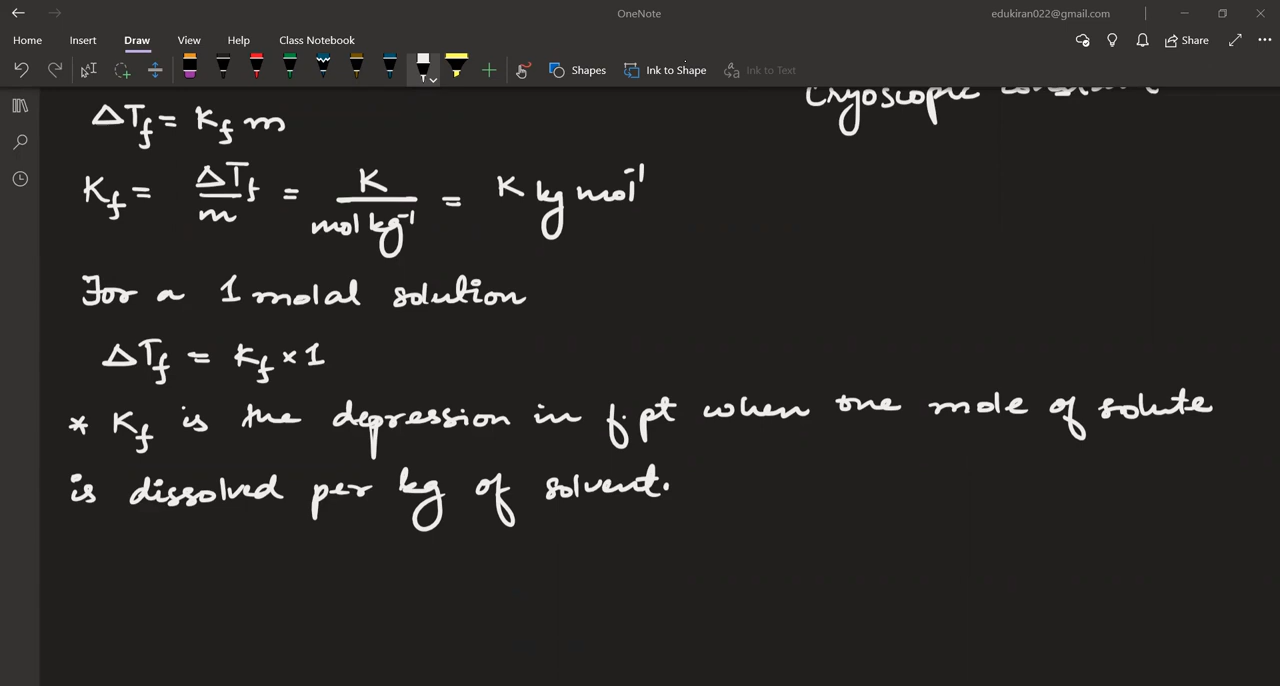 OneNote
edukiran022@gmail.com
Home Insert Draw View Help Class Notebook
Share
Shapes Ink to Shape Ink to Text
Cryoscopic constant
ΔTf = Kf m
Kf = ΔTf / m = K / mol kg⁻¹ = K kg mol⁻¹
For a 1 molal solution
ΔTf = Kf × 1
* Kf is the depression in f.pt when one mole of solute
is dissolved per kg of solvent.